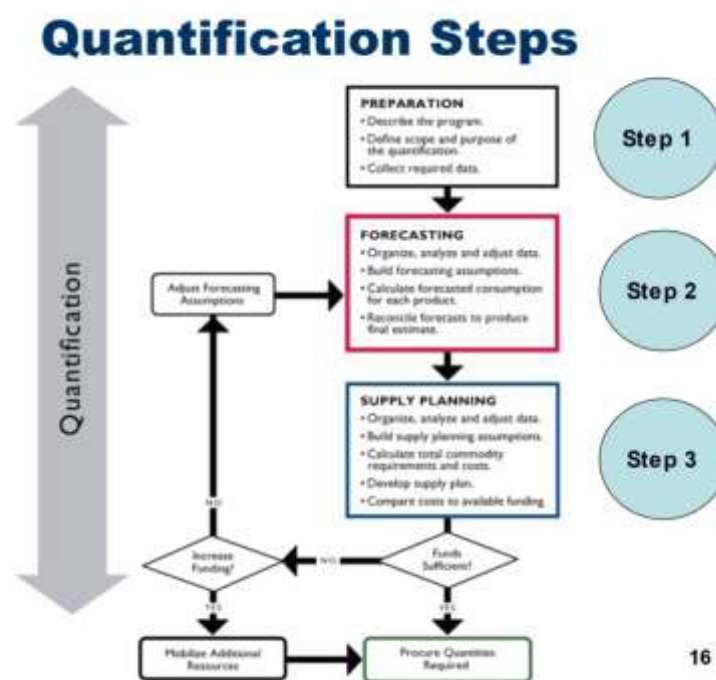 Quantification Steps
PREPARATION
• Describe the program.
• Define scope and purpose of
the quantification.
• Collect required data.
Step 1
FORECASTING
• Organize, analyze and adjust data.
• Build forecasting assumptions.
• Calculate forecasted consumption
for each product.
• Reconcile forecasts to produce
final estimate.
Step 2
Adjust Forecasting
Assumptions
Quantification
SUPPLY PLANNING
• Organize, analyze and adjust data.
• Build supply planning assumptions.
• Calculate total commodity
requirements and costs.
• Develop supply plan.
• Compare costs to available funding.
Step 3
NO
Increase
Funding?
NO
Funds
Sufficient?
YES
YES
Mobilize Additional
Resources
Procure Quantities
Required
16